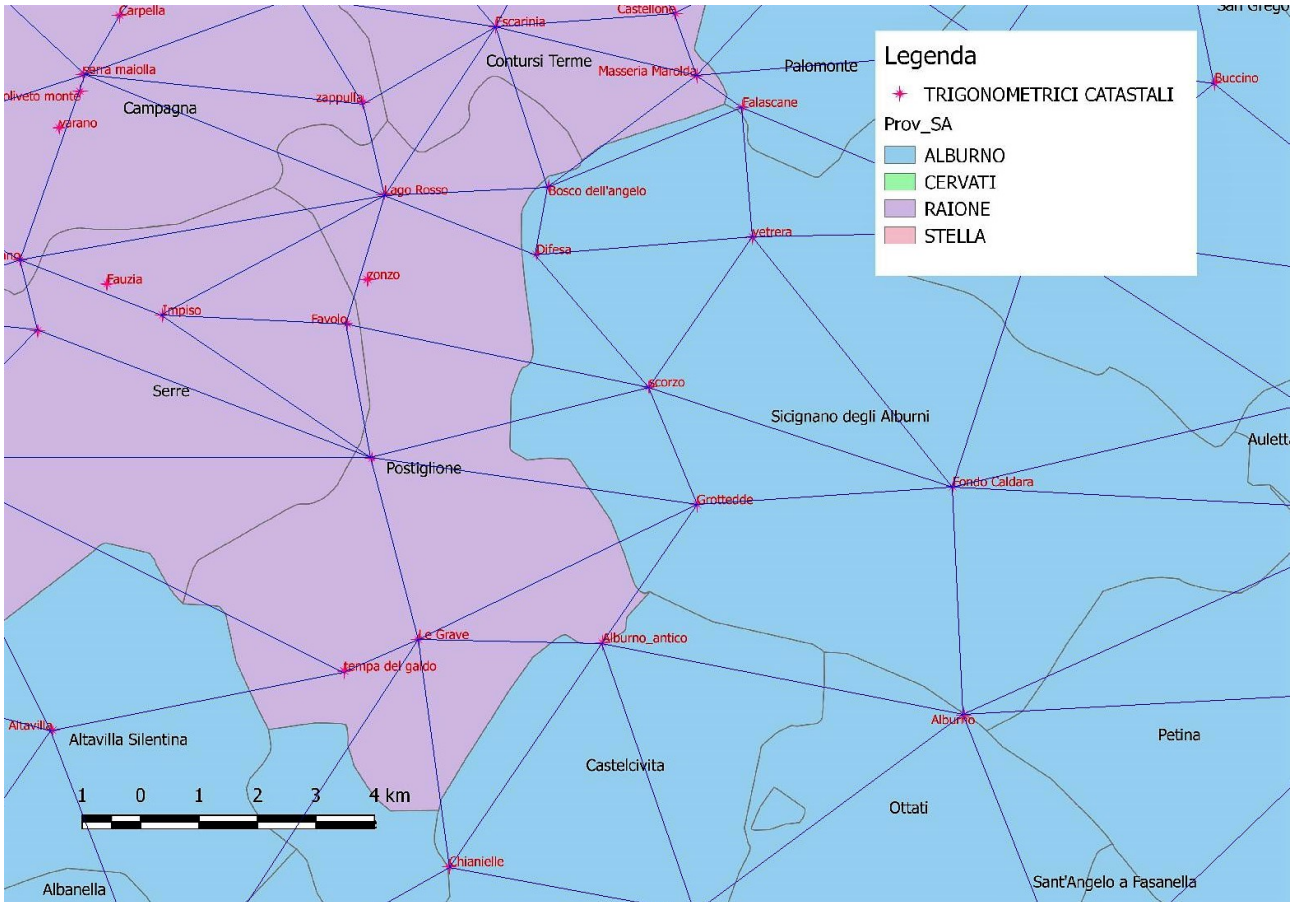 Carpella
Escarinia
Castellone
Contursi Terme
Masseria Marolda
Palomonte
serra maiolla
oliveto monte
zappulla
Campagna
varano
Falascane
Buccino
Legenda
TRIGONOMETRICI CATASTALI
Prov_SA
ALBURNO
CERVATI
RAIONE
STELLA
Lago Rosso
Bosco dell'angelo
Difesa
vetrera
Fauzia
zonzo
Impiso
Favolo
Serre
scorzo
Sicignano degli Alburni
Auletta
Postiglione
Grottedde
Fondo Caldara
Le Grave
Alburno_antico
tempa del galdo
Altavilla
Altavilla Silentina
Alburno
Petina
Castelcivita
Ottati
1 0 1 2 3 4 km
Chianielle
Albanella
Sant'Angelo a Fasanella